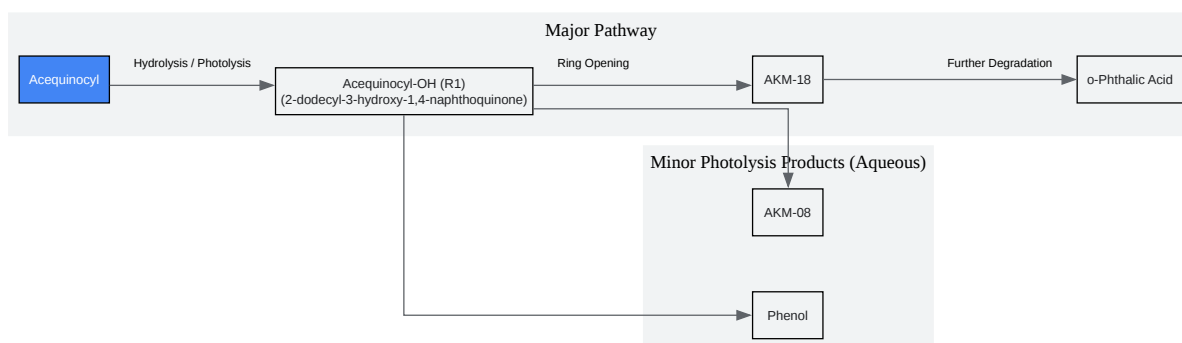 Major Pathway
Acequinocyl
Hydrolysis / Photolysis
Acequinocyl-OH (R1)
(2-dodecyl-3-hydroxy-1,4-naphthoquinone)
Ring Opening
AKM-18
Further Degradation
o-Phthalic Acid
Minor Photolysis Products (Aqueous)
AKM-08
Phenol